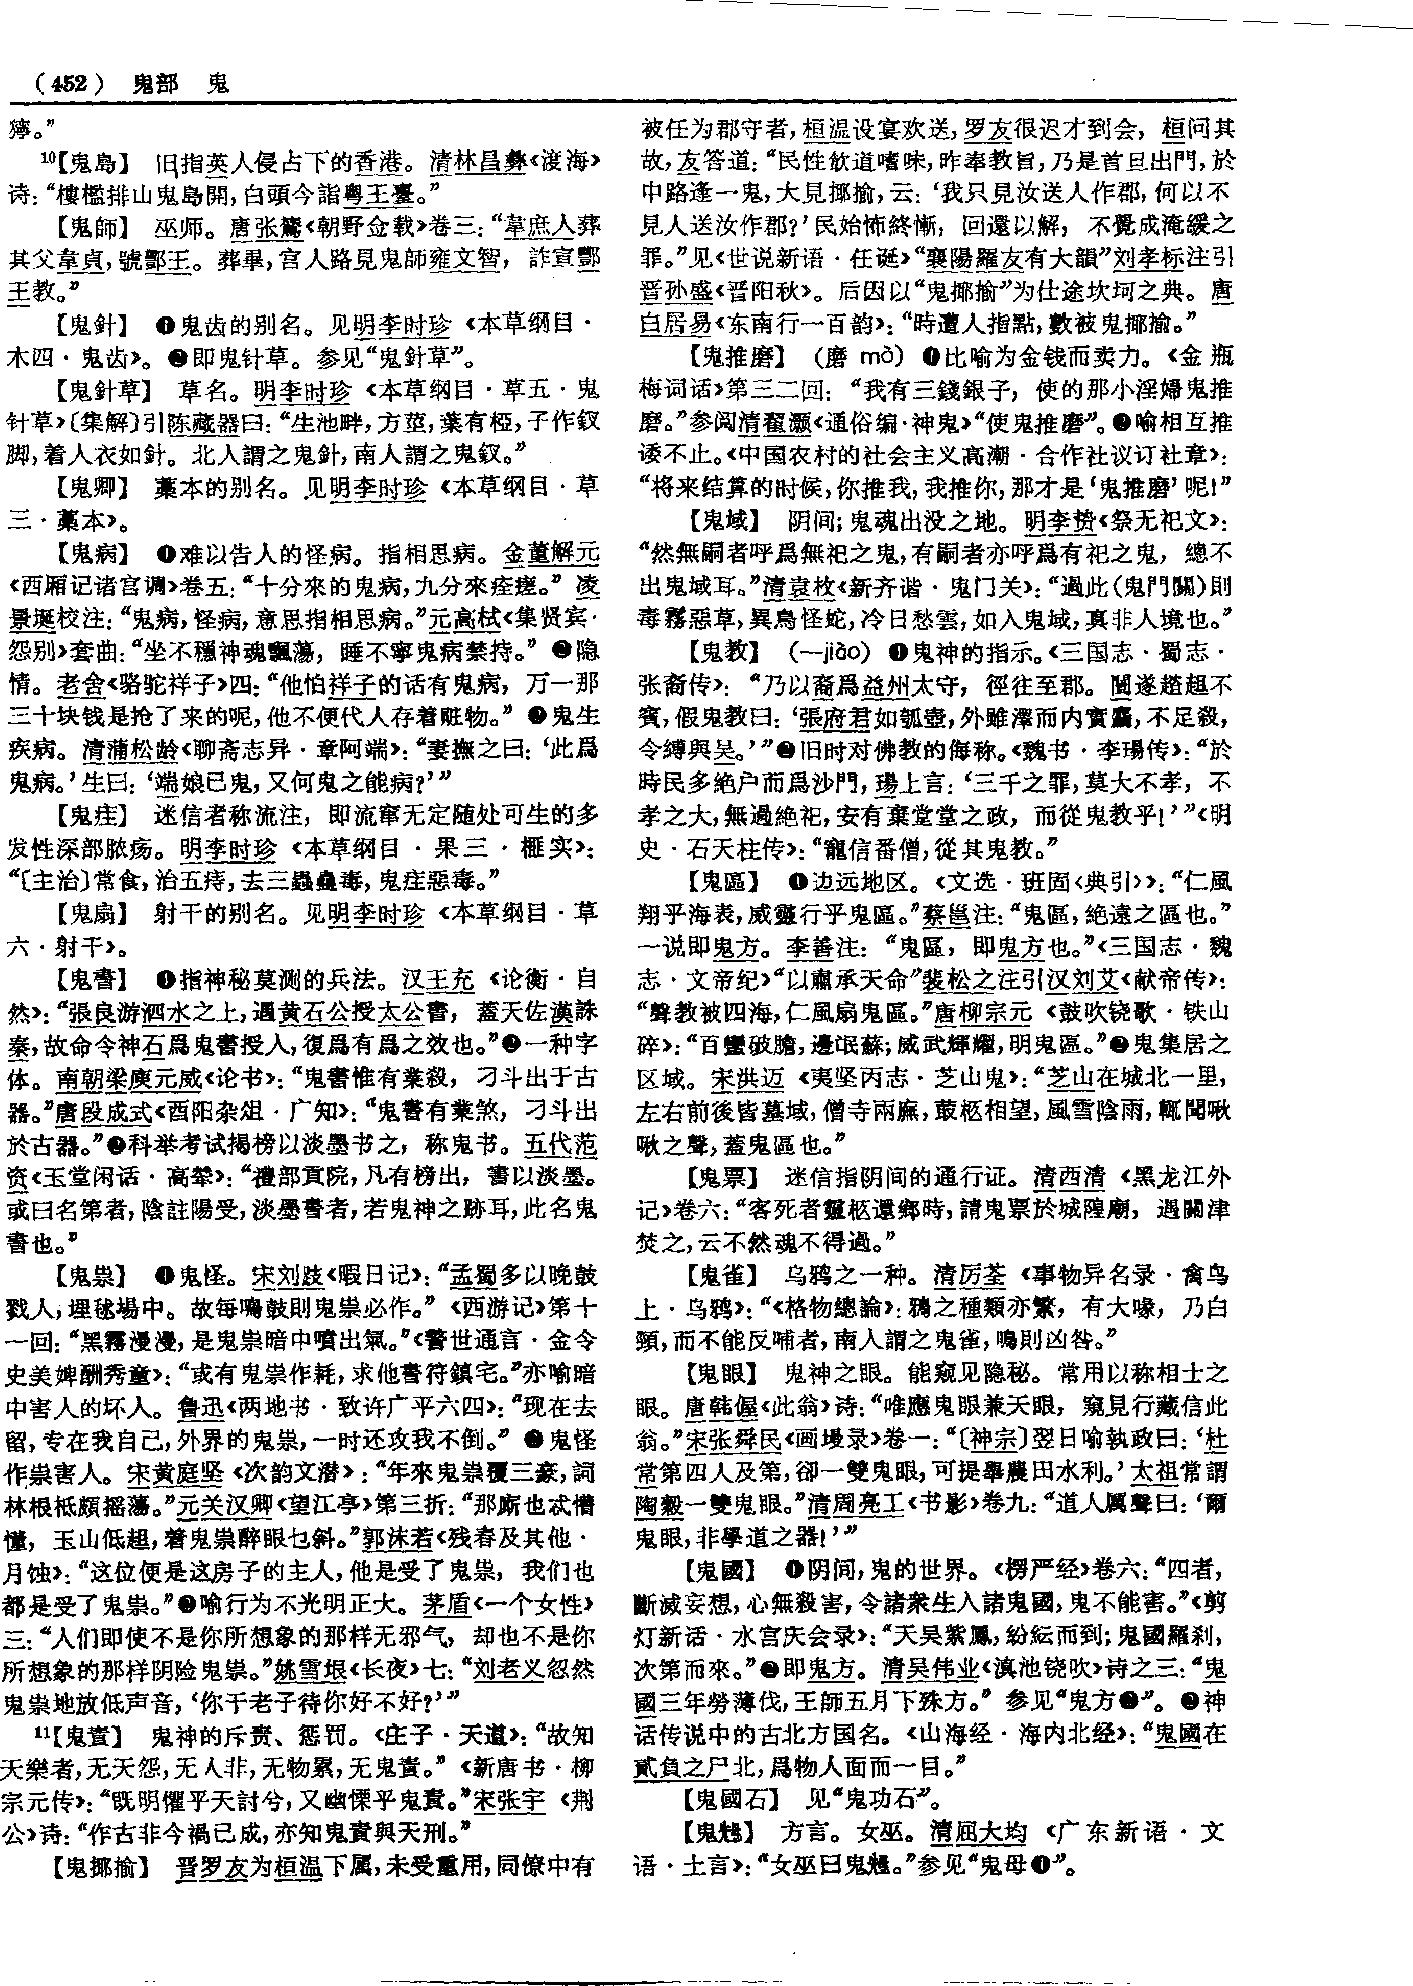 （452） 鬼部 鬼
簿。”
¹⁰【鬼島】 旧指英人侵占下的香港。清林昌彝《渡海》
诗：“樓艦排山鬼島開，白頭今詣粤王臺。”
【鬼師】 巫师。唐张鷟《朝野佥载》卷三：“韋庶人葬
其父韋貞，號酆王。葬畢，官人路見鬼師雍文智，詐宣酆
王教。”
【鬼針】 ❶鬼齿的别名。见明李时珍《本草纲目·
木四·鬼齿》。❷即鬼针草。参见“鬼針草”。
【鬼針草】 草名。明李时珍《本草纲目·草五·鬼
针草》〔集解〕引陈藏器曰：“生池畔，方莖，葉有椏，子作釵
脚，着人衣如針。北人謂之鬼針，南人謂之鬼釵。”
【鬼卿】 藁本的别名。见明李时珍《本草纲目·草
三·藁本》。
【鬼病】 ❶难以告人的怪病。指相思病。金董解元
《西厢记诸宫调》卷五：“十分來的鬼病，九分來痊瘥。”凌
景埏校注：“鬼病，怪病，意思指相思病。”元高栻《集贤宾·
怨别》套曲：“坐不穩神魂飄蕩，睡不寧鬼病禁持。”❷隐
情。老舍《骆驼祥子》四：“他怕祥子的话有鬼病，万一那
三十块钱是抢了来的呢，他不便代人存着赃物。”❸鬼生
疾病。清蒲松龄《聊斋志异·章阿端》：“妻撫之曰：‘此爲
鬼病。’生曰：‘端娘已鬼，又何鬼之能病？’”
【鬼疰】 迷信者称流注，即流窜无定随处可生的多
发性深部脓疡。明李时珍《本草纲目·果三·榧实》：
“〔主治〕常食，治五痔，去三蟲蠱毒，鬼疰惡毒。”
【鬼扇】 射干的别名。见明李时珍《本草纲目·草
六·射干》。
【鬼書】 ❶指神秘莫测的兵法。汉王充《论衡·自
然》：“張良游泗水之上，遇黄石公授太公書，蓋天佐漢誅
秦，故命令神石爲鬼書授人，復爲有爲之效也。”❷一种字
体。南朝梁庾元威《论书》：“鬼書惟有業殺，刁斗出于古
器。”唐段成式《酉阳杂俎·广知》：“鬼書有業煞，刁斗出
於古器。”❸科举考试揭榜以淡墨书之，称鬼书。五代范
资《玉堂闲话·高辇》：“禮部貢院，凡有榜出，書以淡墨。
或曰名第者，陰註陽受，淡墨書者，若鬼神之跡耳，此名鬼
書也。”
【鬼祟】 ❶鬼怪。宋刘跂《暇日记》：“孟蜀多以晚鼓
戮人，埋毬場中。故每鳴鼓則鬼祟必作。”《西游记》第十
一回：“黑霧漫漫，是鬼祟暗中噴出氣。”《警世通言·金令
史美婢酬秀童》：“或有鬼祟作耗，求他書符鎮宅。”亦喻暗
中害人的坏人。鲁迅《两地书·致许广平六四》：“现在去
留，专在我自己，外界的鬼祟，一时还攻我不倒。”❷鬼怪
作祟害人。宋黄庭坚《次韵文潜》：“年來鬼祟覆三豪，詞
林根柢頗摇蕩。”元关汉卿《望江亭》第三折：“那廝也忒懵
懂，玉山低趄，着鬼祟醉眼乜斜。”郭沫若《残春及其他·
月蚀》：“这位便是这房子的主人，他是受了鬼祟，我们也
都是受了鬼祟。”❸喻行为不光明正大。茅盾《一个女性》
三：“人们即使不是你所想象的那样无邪气，却也不是你
所想象的那样阴险鬼祟。”姚雪垠《长夜》七：“刘老义忽然
鬼祟地放低声音，‘你干老子待你好不好？’”
¹¹【鬼責】 鬼神的斥责、惩罚。《庄子·天道》：“故知
天樂者，无天怨，无人非，无物累，无鬼責。”《新唐书·柳
宗元传》：“既明懼乎天討兮，又幽慄乎鬼責。”宋张宇《荆
公》诗：“作古非今禍已成，亦知鬼責與天刑。”
【鬼揶揄】 晋罗友为桓温下属，未受重用，同僚中有
被任为郡守者，桓温设宴欢送，罗友很迟才到会，桓问其
故，友答道：“民性飲道嗜味，昨奉教旨，乃是首旦出門，於
中路逢一鬼，大見揶揄，云：‘我只見汝送人作郡，何以不
見人送汝作郡？’民始怖終慚，回還以解，不覺成淹緩之
罪。”见《世说新语·任诞》“襄陽羅友有大韻”刘孝标注引
晋孙盛《晋阳秋》。后因以“鬼揶揄”为仕途坎坷之典。唐
白居易《东南行一百韵》：“時遭人指點，數被鬼揶揄。”
【鬼推磨】 （磨 mò）❶比喻为金钱而卖力。《金瓶
梅词话》第三二回：“我有三錢銀子，使的那小淫婦鬼推
磨。”参阅清翟灏《通俗编·神鬼》“使鬼推磨”。❷喻相互推
诿不止。《中国农村的社会主义高潮·合作社议订社章》：
“将来结算的时候，你推我，我推你，那才是‘鬼推磨’呢！”
【鬼域】 阴间；鬼魂出没之地。明李贽《祭无祀文》：
“然無嗣者呼爲無祀之鬼，有嗣者亦呼爲有祀之鬼，總不
出鬼域耳。”清袁枚《新齐谐·鬼门关》：“過此（鬼門關）則
毒霧惡草，異鳥怪蛇，冷日愁雲，如入鬼域，真非人境也。”
【鬼教】 （—jiào）❶鬼神的指示。《三国志·蜀志·
张裔传》：“乃以裔爲益州太守，徑往至郡。闓遂趑趄不
賓，假鬼教曰：‘張府君如瓠壺，外雖澤而内實麤，不足殺，
令縛與吴。’”❷旧时对佛教的侮称。《魏书·李瑒传》：“於
時民多絶户而爲沙門，瑒上言：‘三千之罪，莫大不孝，不
孝之大，無過絶祀，安有棄堂堂之政，而從鬼教乎！’”《明
史·石天柱传》：“寵信番僧，從其鬼教。”
【鬼區】 ❶边远地区。《文选·班固〈典引〉》：“仁風
翔乎海表，威靈行乎鬼區。”蔡邕注：“鬼區，絶遠之區也。”
一说即鬼方。李善注：“鬼區，即鬼方也。”《三国志·魏
志·文帝纪》“以肅承天命”裴松之注引汉刘艾《献帝传》：
“聲教被四海，仁風扇鬼區。”唐柳宗元《鼓吹铙歌·铁山
碎》：“百蠻破膽，邊氓蘇；威武輝耀，明鬼區。”❷鬼集居之
区域。宋洪迈《夷坚丙志·芝山鬼》：“芝山在城北一里，
左右前後皆墓域，僧寺兩廡，菆柩相望，風雪陰雨，輒聞啾
啾之聲，蓋鬼區也。”
【鬼票】 迷信指阴间的通行证。清西清《黑龙江外
记》卷六：“客死者靈柩還鄉時，請鬼票於城隍廟，遇關津
焚之，云不然魂不得過。”
【鬼雀】 乌鸦之一种。清厉荃《事物异名录·禽鸟
上·乌鸦》：“《格物總論》：鴉之種類亦繁，有大喙，乃白
頸，而不能反哺者，南人謂之鬼雀，鳴則凶咎。”
【鬼眼】 鬼神之眼。能窥见隐秘。常用以称相士之
眼。唐韩偓《此翁》诗：“唯應鬼眼兼天眼，窺見行藏信此
翁。”宋张舜民《画墁录》卷一：“〔神宗〕翌日喻執政曰：‘杜
常第四人及第，卻一雙鬼眼，可提舉農田水利。’太祖常謂
陶穀一雙鬼眼。”清周亮工《书影》卷九：“道人厲聲曰：‘爾
鬼眼，非學道之器！’”
【鬼國】 ❶阴间，鬼的世界。《楞严经》卷六：“四者，
斷滅妄想，心無殺害，令諸衆生入諸鬼國，鬼不能害。”《剪
灯新话·水宫庆会录》：“天吴紫鳳，紛紜而到；鬼國羅刹，
次第而來。”❷即鬼方。清吴伟业《滇池铙吹》诗之三：“鬼
國三年勞薄伐，王師五月下殊方。”参见“鬼方❶”。❸神
话传说中的古北方国名。《山海经·海内北经》：“鬼國在
貳負之尸北，爲物人面而一目。”
【鬼國石】 见“鬼功石”。
【鬼魋】 方言。女巫。清屈大均《广东新语·文
语·土言》：“女巫曰鬼魋。”参见“鬼母❶”。